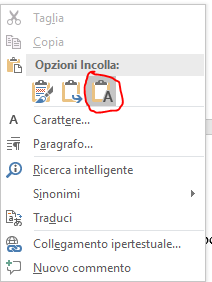 Taglia
Copia
Opzioni Incolla:
A
A Carattere...
Paragrafo...
Ricerca intelligente
Sinonimi
Traduci
Collegamento ipertestuale...
Nuovo commento